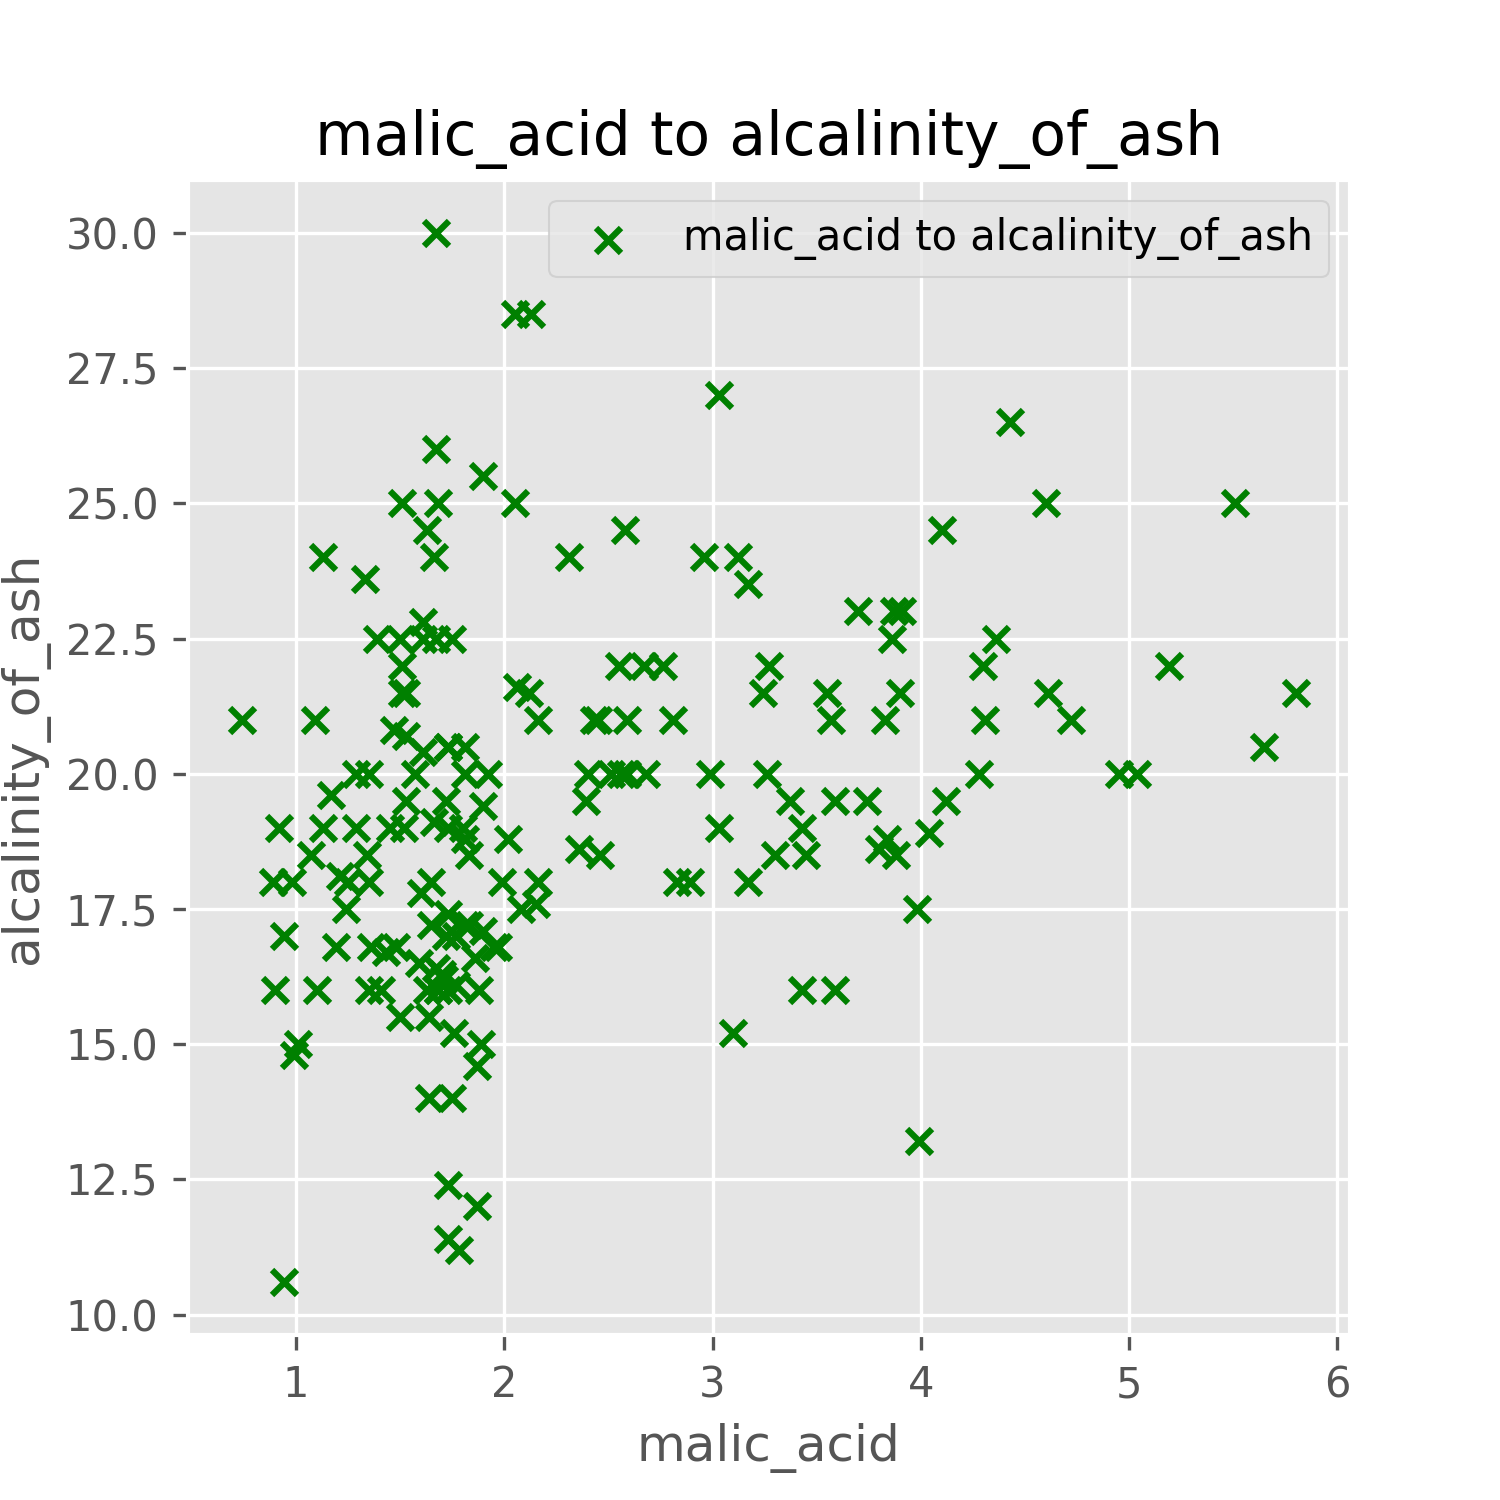 malic_acid to alcalinity_of_ash
malic_acid to alcalinity_of_ash
30.0
27.5
25.0
22.5
20.0
17.5
15.0
12.5
10.0
alcalinity_of_ash
1 2 3 4 5 6
malic_acid